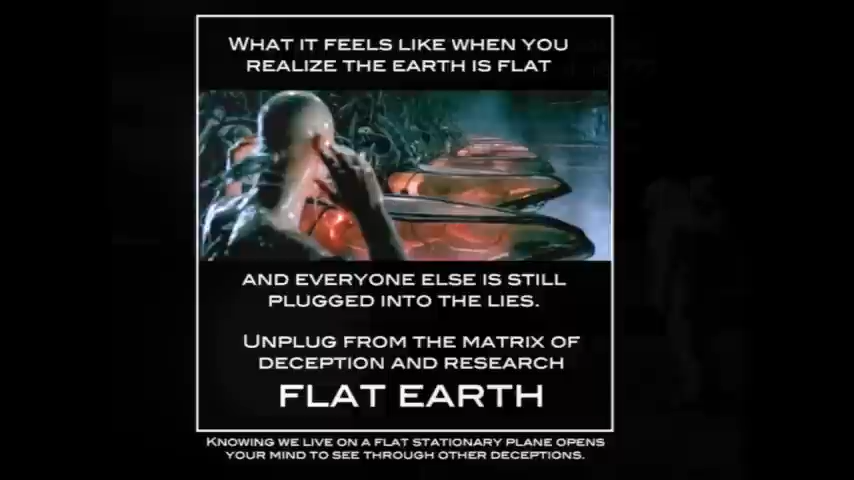 WHAT IT FEELS LIKE WHEN YOU
REALIZE THE EARTH IS FLAT
AND EVERYONE ELSE IS STILL
PLUGGED INTO THE LIES.
UNPLUG FROM THE MATRIX OF
DECEPTION AND RESEARCH
FLAT EARTH
KNOWING WE LIVE ON A FLAT STATIONARY PLANE OPENS
YOUR MIND TO SEE THROUGH OTHER DECEPTIONS.